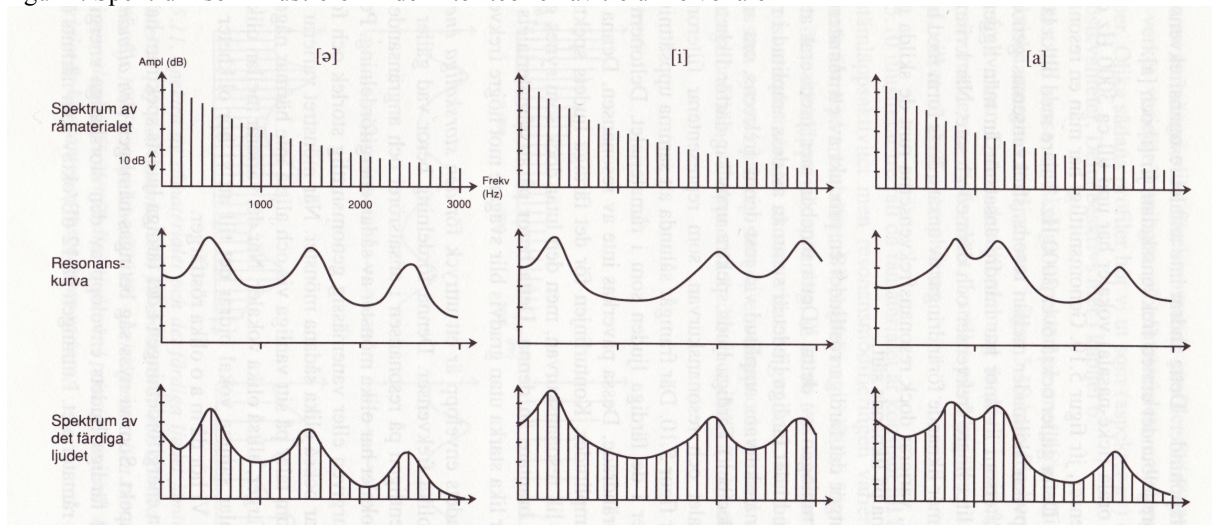 [ə]
[i]
[a]
Ampl (dB)
Spektrum av
råmaterialet
10 dB
Frekv
(Hz)
1000
2000
3000
Resonans-
kurva
Spektrum av
det färdiga
ljudet